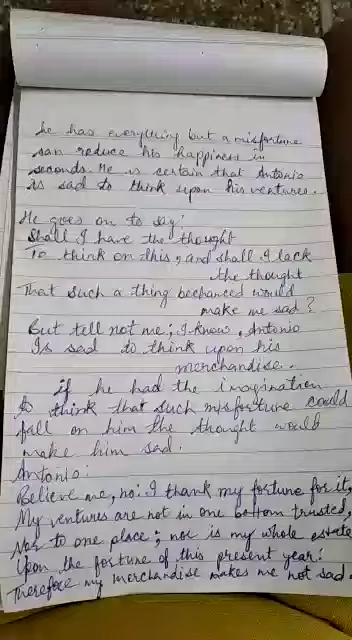 he has everything but a misfortune
can reduce his happiness in
seconds. He is certain that Antonio
is sad to think upon his ventures.
He goes on to say:
Shall I have the thought
To think on this, and shall I lack
the thought
That such a thing bechanced would
make me sad?
But tell not me; I know, Antonio
Is sad to think upon his
merchandise.
if he had the imagination
to think that such misfortune could
fall on him the thought would
make him sad.
Antonio:
Believe me, no: I thank my fortune for it,
My ventures are not in one bottom trusted,
Nor to one place; nor is my whole estate
Upon the fortune of this present year:
Therefore my merchandise makes me not sad.